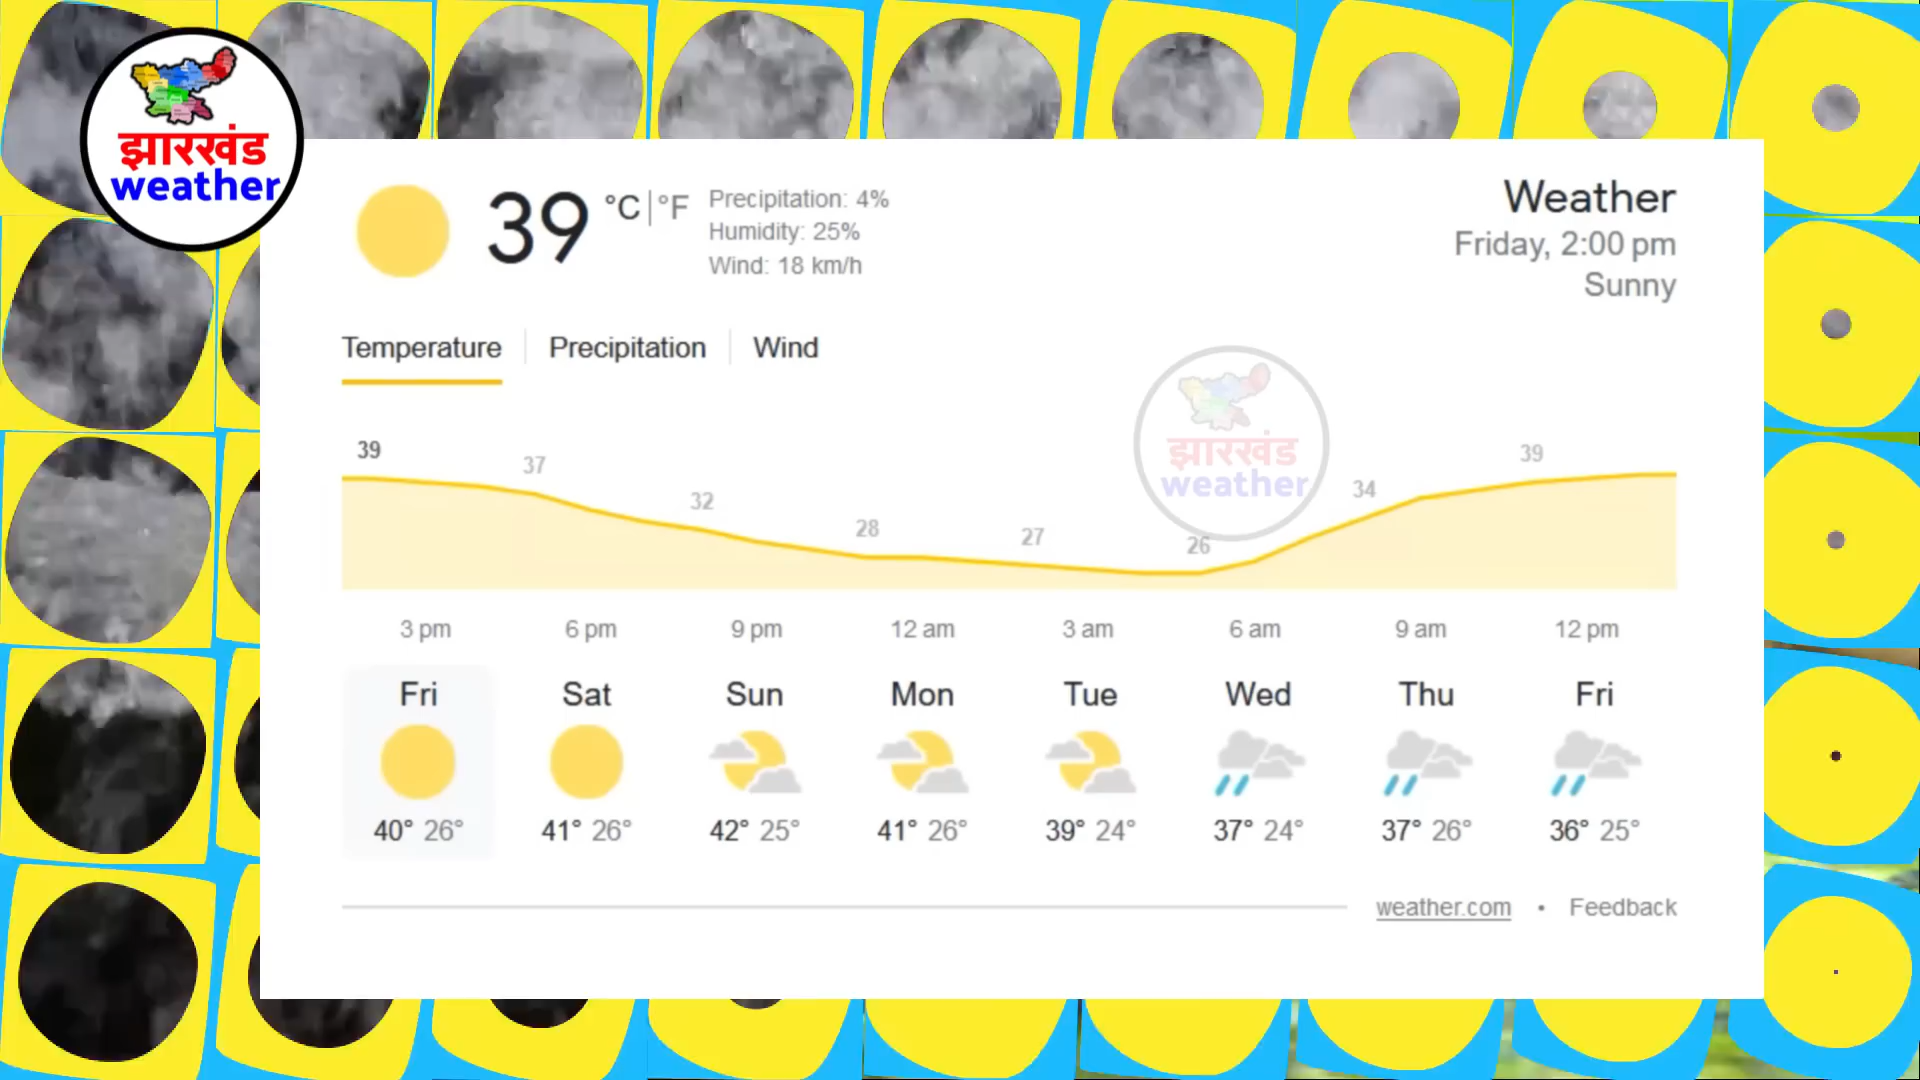 झारखंड
weather
39 °C | °F
Precipitation: 4%
Humidity: 25%
Wind: 18 km/h
Weather
Friday, 2:00 pm
Sunny
Temperature
Precipitation
Wind
झारखंड
weather
39 37 32 28 27 26 34 39
3 pm 6 pm 9 pm 12 am 3 am 6 am 9 am 12 pm
Fri Sat Sun Mon Tue Wed Thu Fri
40° 26° 41° 26° 42° 25° 41° 26° 39° 24° 37° 24° 37° 26° 36° 25°
weather.com • Feedback